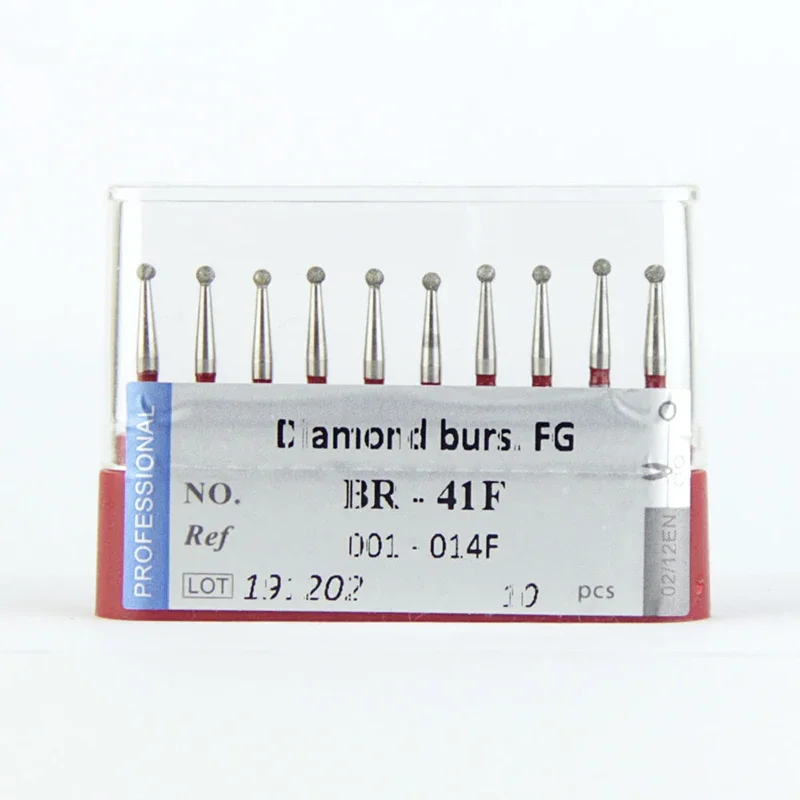 Diamond burs. FG
PROFESSIONAL
NO. BR - 41F
Ref 001 - 014F
LOT 191202 10 pcs
02/12EN